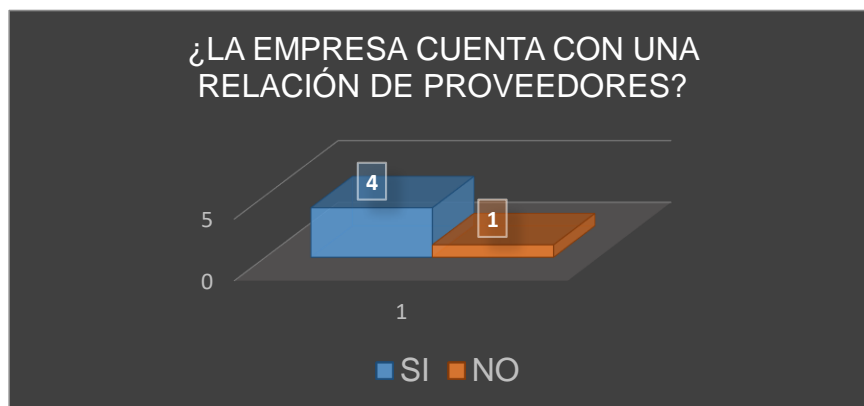 ¿LA EMPRESA CUENTA CON UNA
RELACIÓN DE PROVEEDORES?
4
1
5
0
1
SI NO